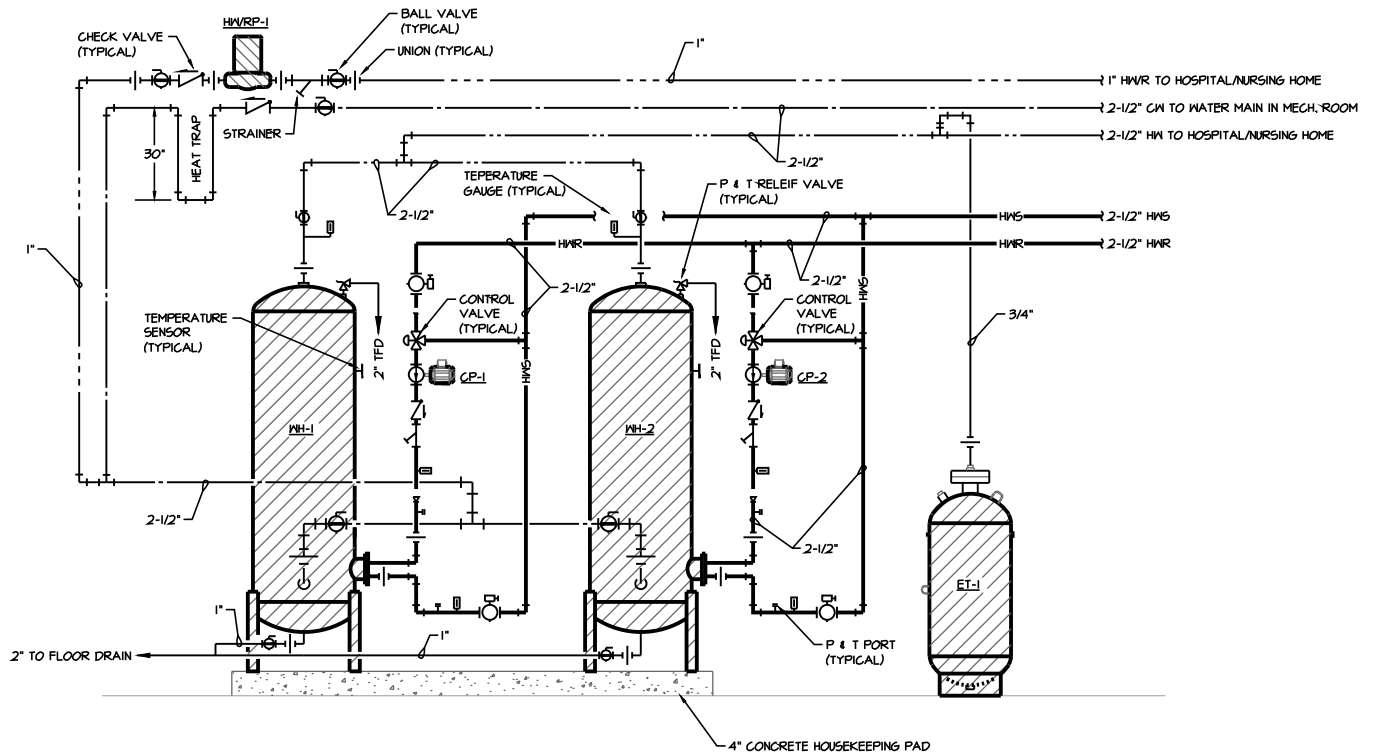 HW/RP-1
CHECK VALVE
(TYPICAL)
BALL VALVE
(TYPICAL)
UNION (TYPICAL)
1"
1" HW/R TO HOSPITAL/NURSING HOME
2-1/2" CW TO WATER MAIN IN MECH. ROOM
2-1/2" HW TO HOSPITAL/NURSING HOME
STRAINER
30"
HEAT TRAP
2-1/2"
TEPERATURE
GAUGE (TYPICAL)
P & T RELEIF VALVE
(TYPICAL)
2-1/2"
HWS
2-1/2" HWS
HWR
HWR
2-1/2" HWR
1"
2-1/2"
2-1/2"
HWS
TEMPERATURE
SENSOR
(TYPICAL)
CONTROL
VALVE
(TYPICAL)
CONTROL
VALVE
(TYPICAL)
3/4"
2" TFD
2" TFD
CP-1
HWS
CP-2
WH-1
WH-2
2-1/2"
2-1/2"
ET-1
1"
1"
2" TO FLOOR DRAIN
P & T PORT
(TYPICAL)
4" CONCRETE HOUSEKEEPING PAD